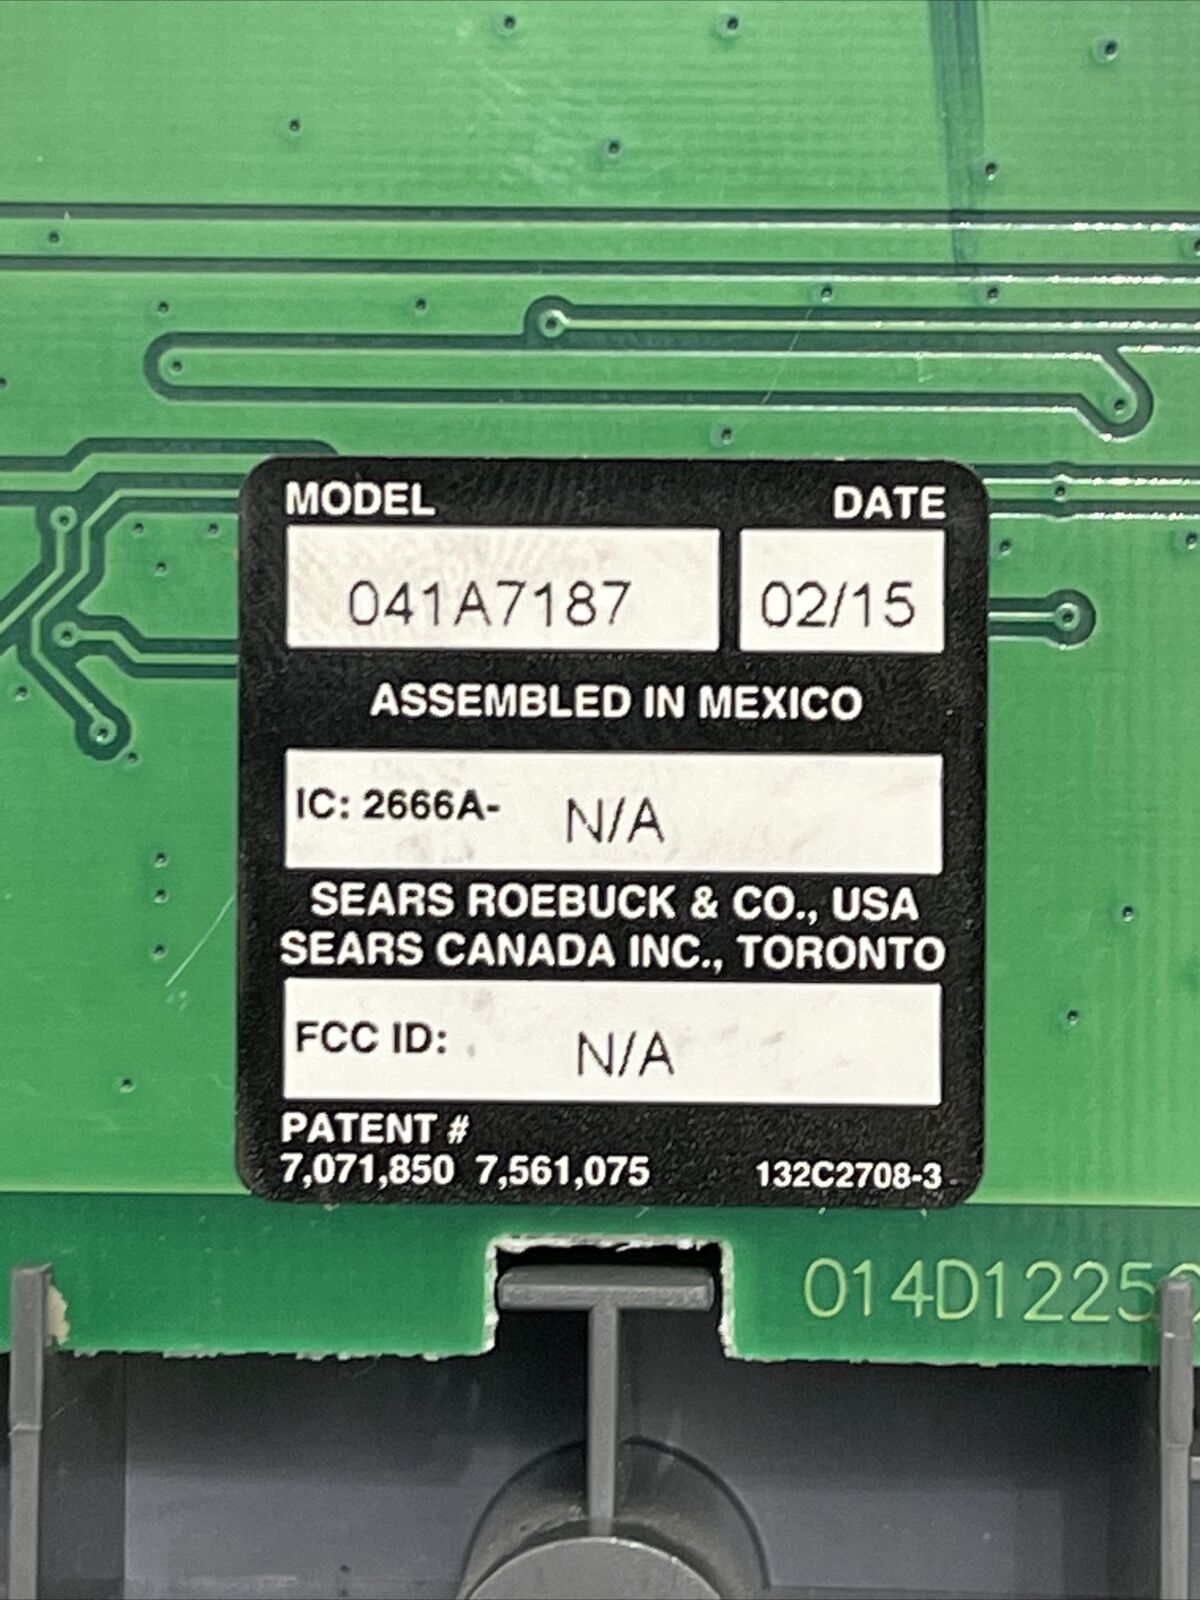 MODEL DATE
041A7187 02/15
ASSEMBLED IN MEXICO
IC: 2666A- N/A
SEARS ROEBUCK & CO., USA
SEARS CANADA INC., TORONTO
FCC ID: N/A
PATENT #
7,071,850 7,561,075 132C2708-3